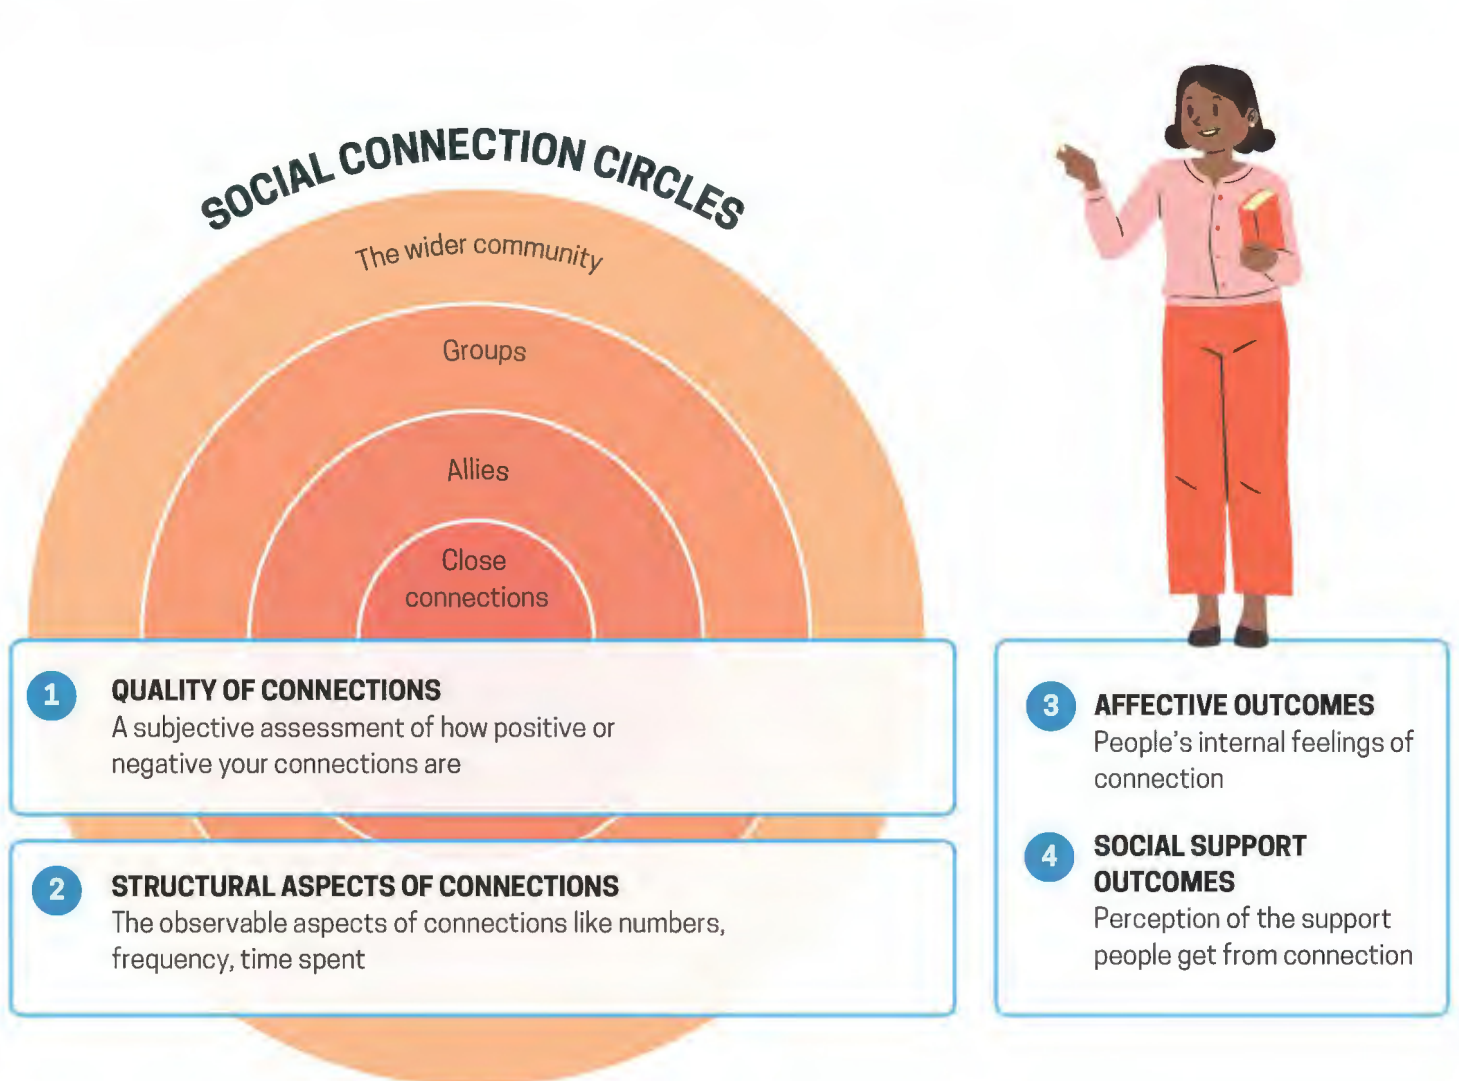 SOCIAL CONNECTION CIRCLES
The wider community
Groups
Allies
Close
connections
1
QUALITY OF CONNECTIONS
A subjective assessment of how positive or
negative your connections are
2
STRUCTURAL ASPECTS OF CONNECTIONS
The observable aspects of connections like numbers,
frequency, time spent
3
AFFECTIVE OUTCOMES
People's internal feelings of
connection
4
SOCIAL SUPPORT
OUTCOMES
Perception of the support
people get from connection